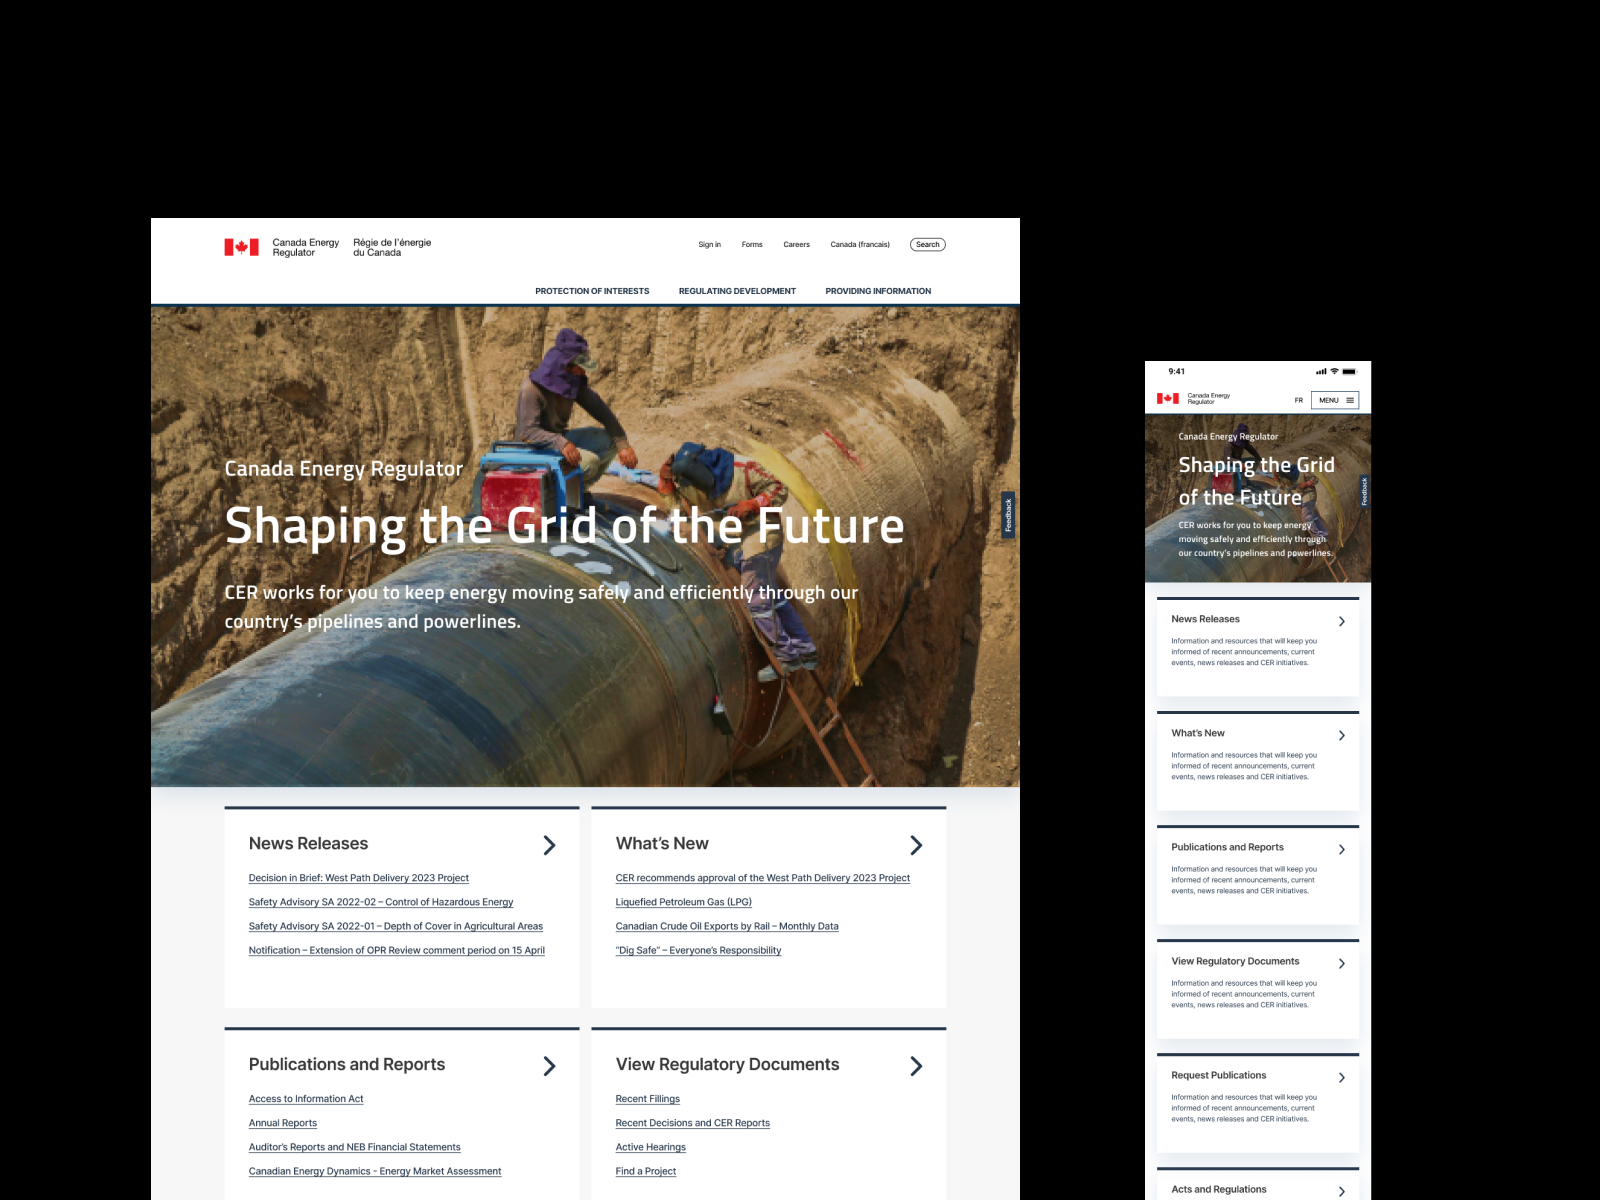 Canada Energy
Regulator
Régie de l'énergie
du Canada
Sign in
Forms
Careers
Canada (francais)
Search
PROTECTION OF INTERESTS
REGULATING DEVELOPMENT
PROVIDING INFORMATION
Canada Energy Regulator
Shaping the Grid of the Future
CER works for you to keep energy moving safely and efficiently through our
country's pipelines and powerlines.
Feedback
News Releases
Decision in Brief: West Path Delivery 2023 Project
Safety Advisory SA 2022-02 – Control of Hazardous Energy
Safety Advisory SA 2022-01 – Depth of Cover in Agricultural Areas
Notification – Extension of OPR Review comment period on 15 April
What's New
CER recommends approval of the West Path Delivery 2023 Project
Liquefied Petroleum Gas (LPG)
Canadian Crude Oil Exports by Rail – Monthly Data
"Dig Safe" – Everyone's Responsibility
Publications and Reports
Access to Information Act
Annual Reports
Auditor's Reports and NEB Financial Statements
Canadian Energy Dynamics - Energy Market Assessment
View Regulatory Documents
Recent Fillings
Recent Decisions and CER Reports
Active Hearings
Find a Project
9:41
Canada Energy
Regulator
FR
MENU
Canada Energy Regulator
Shaping the Grid
of the Future
CER works for you to keep energy
moving safely and efficiently through
our country's pipelines and powerlines.
Feedback
News Releases
Information and resources that will keep you
informed of recent announcements, current
events, news releases and CER initiatives.
What's New
Information and resources that will keep you
informed of recent announcements, current
events, news releases and CER initiatives.
Publications and Reports
Information and resources that will keep you
informed of recent announcements, current
events, news releases and CER initiatives.
View Regulatory Documents
Information and resources that will keep you
informed of recent announcements, current
events, news releases and CER initiatives.
Request Publications
Information and resources that will keep you
informed of recent announcements, current
events, news releases and CER initiatives.
Acts and Regulations